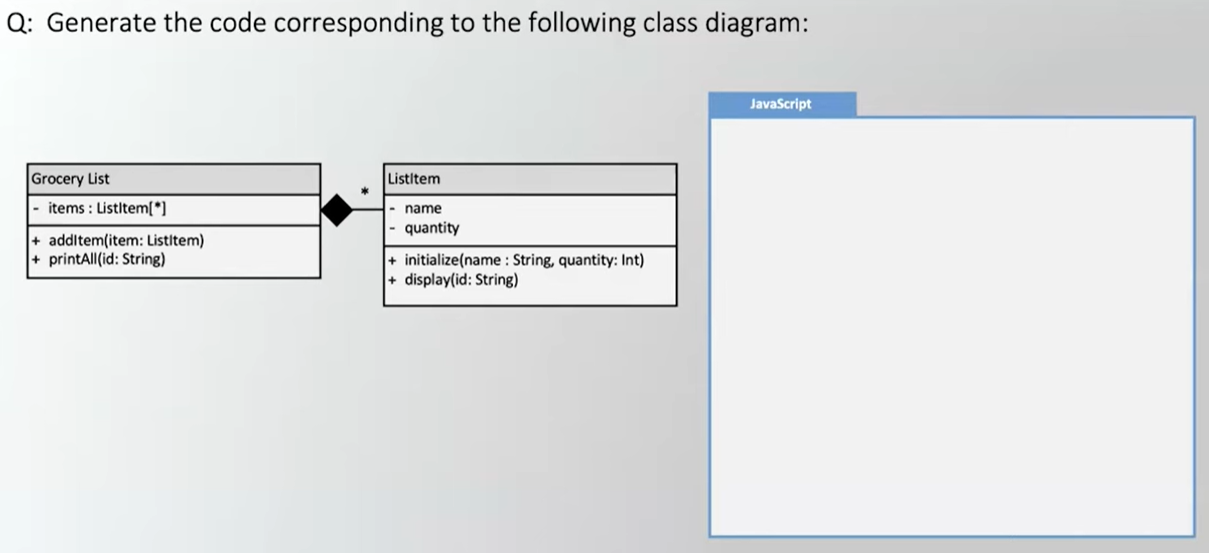 Q: Generate the code corresponding to the following class diagram:
JavaScript
Grocery List
- items : ListItem[*]
+ addItem(item: ListItem)
+ printAll(id: String)
*
ListItem
- name
- quantity
+ initialize(name : String, quantity: Int)
+ display(id: String)